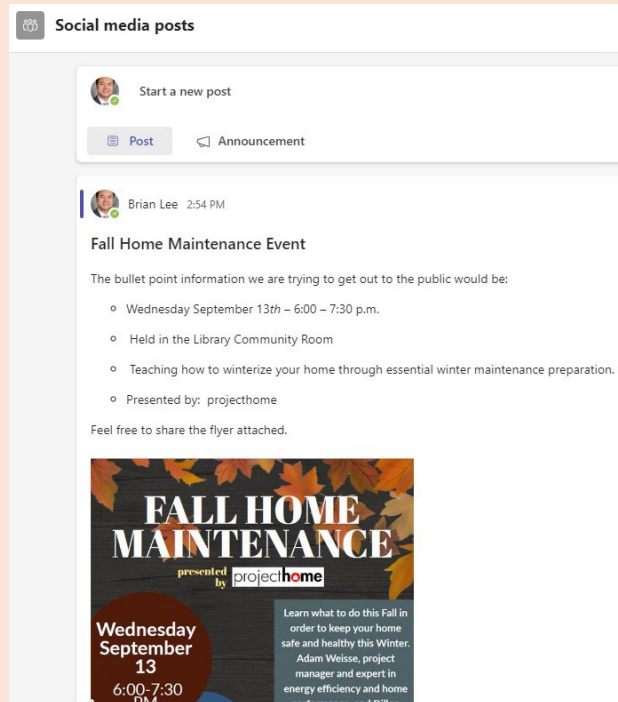 Social media posts
Start a new post
Post Announcement
Brian Lee 2:54 PM
Fall Home Maintenance Event
The bullet point information we are trying to get out to the public would be:
Wednesday September 13th – 6:00 – 7:30 p.m.
Held in the Library Community Room
Teaching how to winterize your home through essential winter maintenance preparation.
Presented by: projecthome
Feel free to share the flyer attached.
FALL HOME
MAINTENANCE
presented
by projecthome
Wednesday
September
13
6:00-7:30
PM
Learn what to do this Fall in
order to keep your home
safe and healthy this Winter.
Adam Weisse, project
manager and expert in
energy efficiency and home